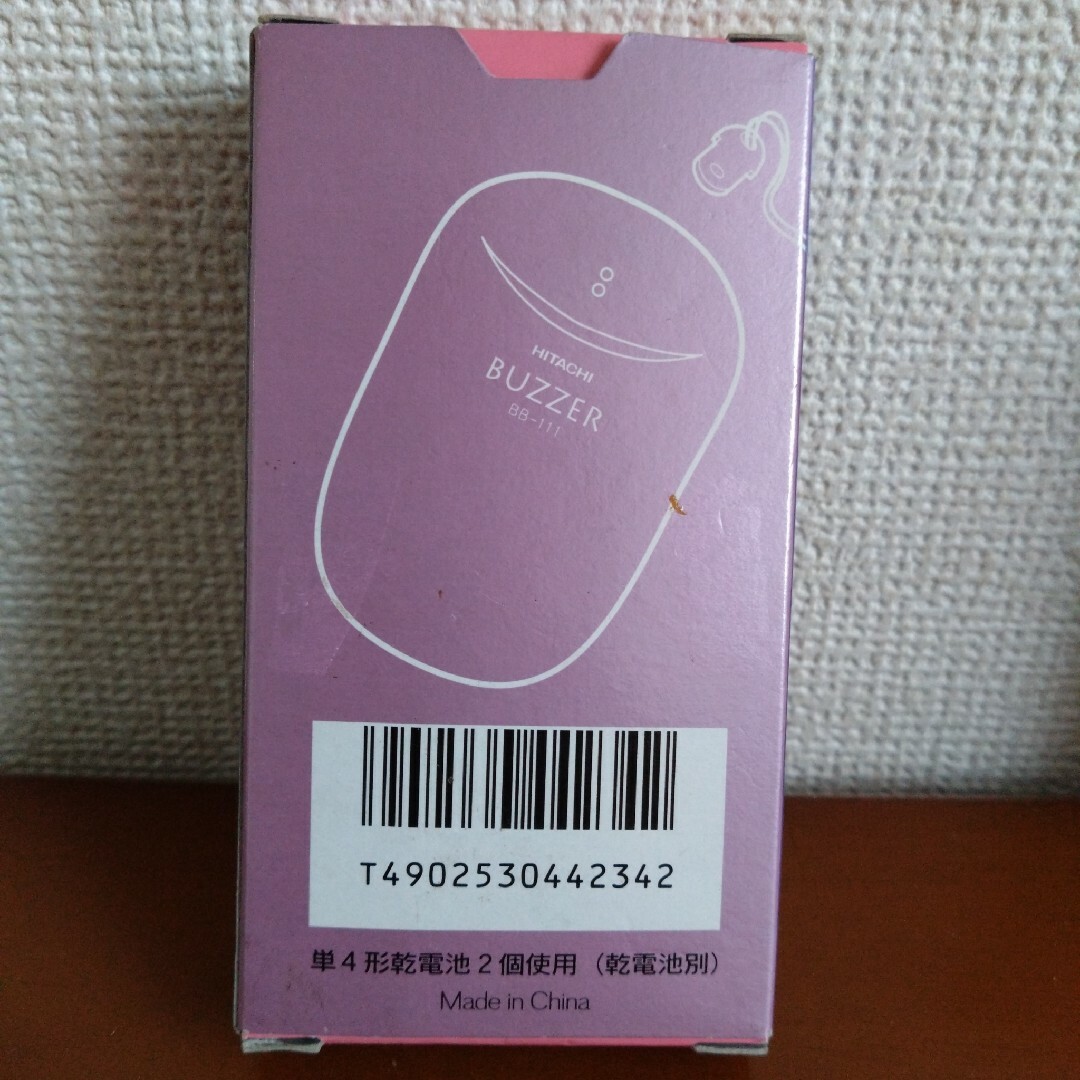 HITACHI
BUZZER
BB-111
T4902530442342
単4形乾電池2個使用（乾電池別）
Made in China